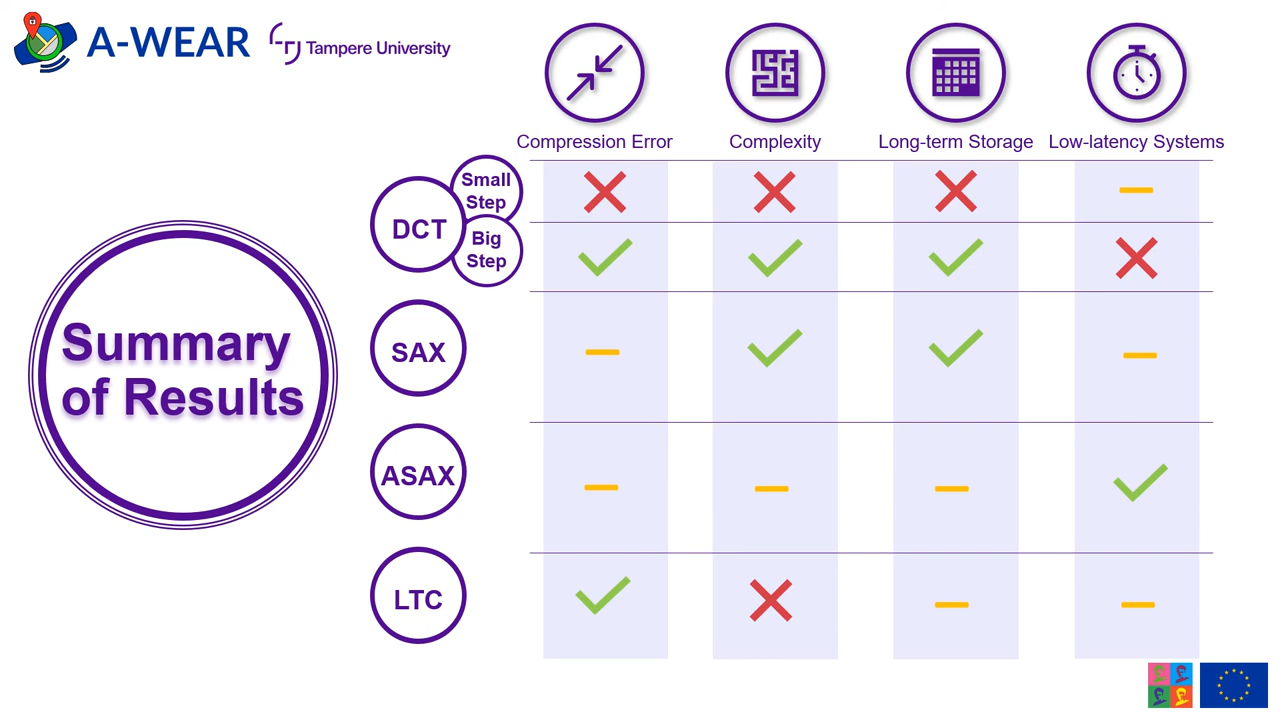 A-WEAR
Tampere University
Compression Error
Complexity
Long-term Storage
Low-latency Systems
Summary
of Results
DCT
Small
Step
Big
Step
SAX
ASAX
LTC